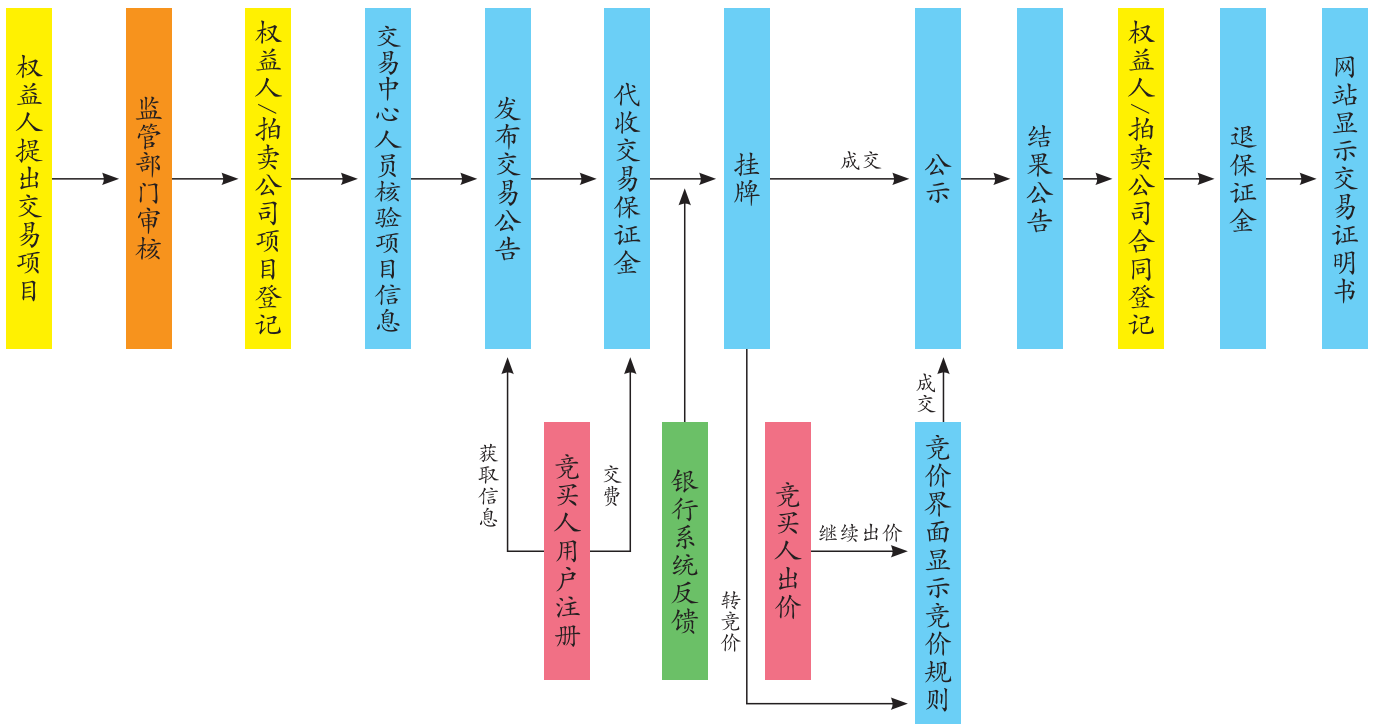 权益人提出交易项目
监管部门审核
权益人/拍卖公司项目登记
交易中心人员核验项目信息
发布交易公告
代收交易保证金
挂牌
成交
公示
结果公告
权益人/拍卖公司合同登记
退保证金
网站显示交易证明书
获取信息
竞买人用户注册
交费
银行系统反馈
转竞价
竞买人出价
继续出价
成交
竞价界面显示竞价规则